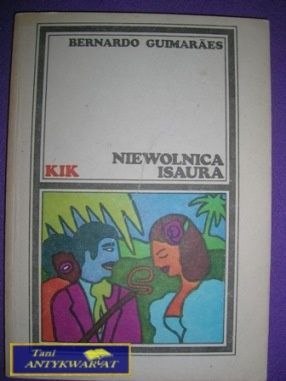 BERNARDO GUIMARÃES
NIEWOLNICA
KIK
ISAURA
Tani
ANTYKWARIAT